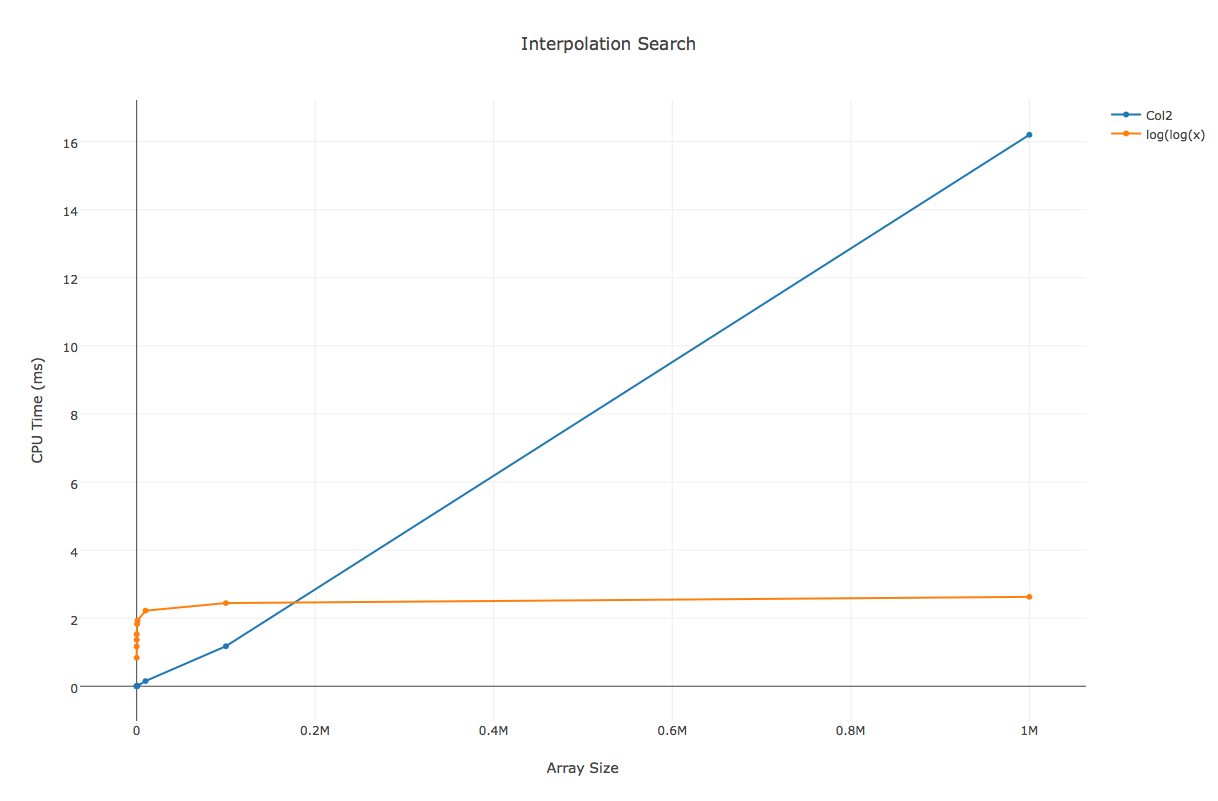 Interpolation Search
Col2
log(log(x)
16
14
12
10
8
6
4
2
0
CPU Time (ms)
0
0.2M
0.4M
0.6M
0.8M
1M
Array Size